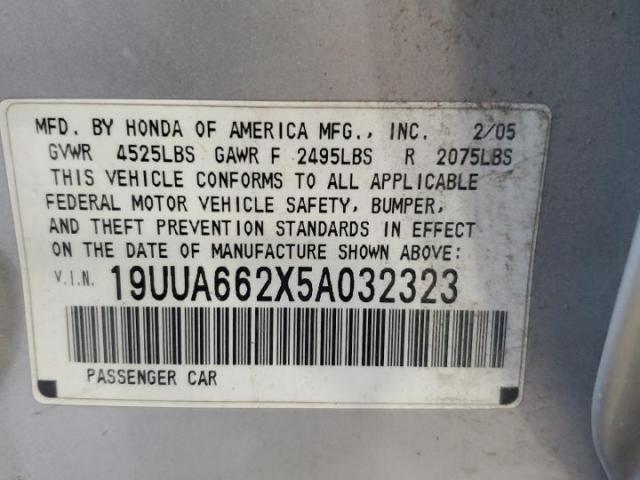 MFD. BY HONDA OF AMERICA MFG., INC. 2/05
GVWR 4525LBS GAWR F 2495LBS R 2075LBS
THIS VEHICLE CONFORMS TO ALL APPLICABLE
FEDERAL MOTOR VEHICLE SAFETY, BUMPER,
AND THEFT PREVENTION STANDARDS IN EFFECT
ON THE DATE OF MANUFACTURE SHOWN ABOVE:
V.I.N. 19UUA662X5A032323
PASSENGER CAR